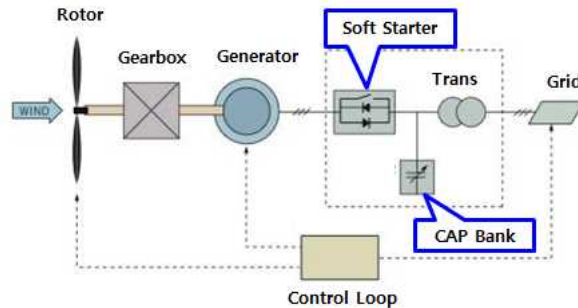 Soft Starter
Rotor
Gearbox
Generator
Trans
Grid
WIND
CAP Bank
Control Loop